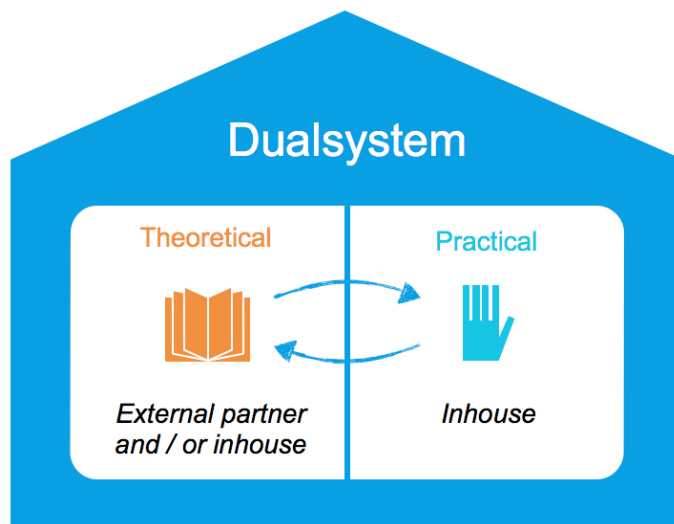 Dualsystem
Theoretical
External partner
and / or inhouse
Practical
Inhouse